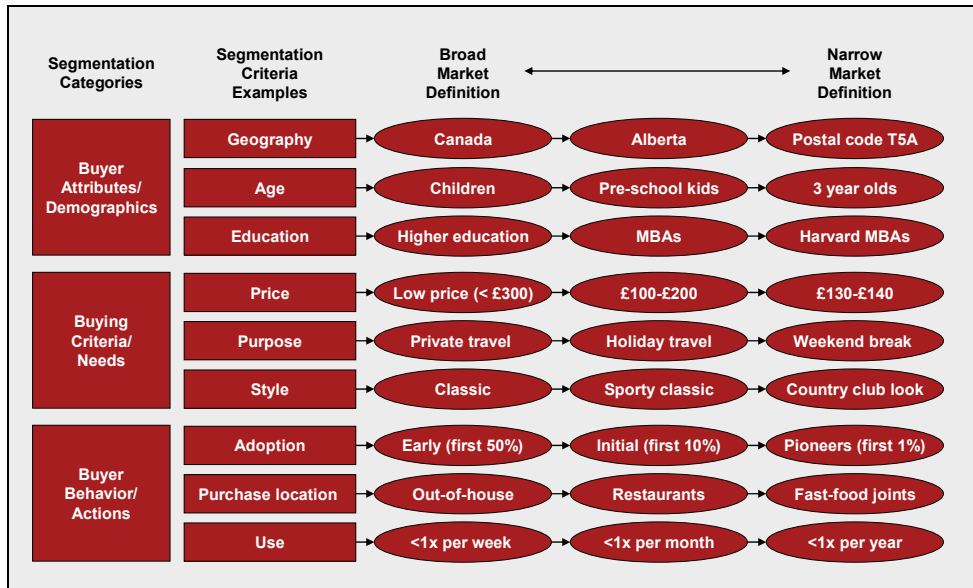 Segmentation
Categories
Segmentation
Criteria
Examples
Broad
Market
Definition
Narrow
Market
Definition
Buyer
Attributes/
Demographics
Geography
Canada
Alberta
Postal code T5A
Age
Children
Pre-school kids
3 year olds
Education
Higher education
MBAs
Harvard MBAs
Buying
Criteria/
Needs
Price
Low price (< £300)
£100-£200
£130-£140
Purpose
Private travel
Holiday travel
Weekend break
Style
Classic
Sporty classic
Country club look
Buyer
Behavior/
Actions
Adoption
Early (first 50%)
Initial (first 10%)
Pioneers (first 1%)
Purchase location
Out-of-house
Restaurants
Fast-food joints
Use
<1x per week
<1x per month
<1x per year